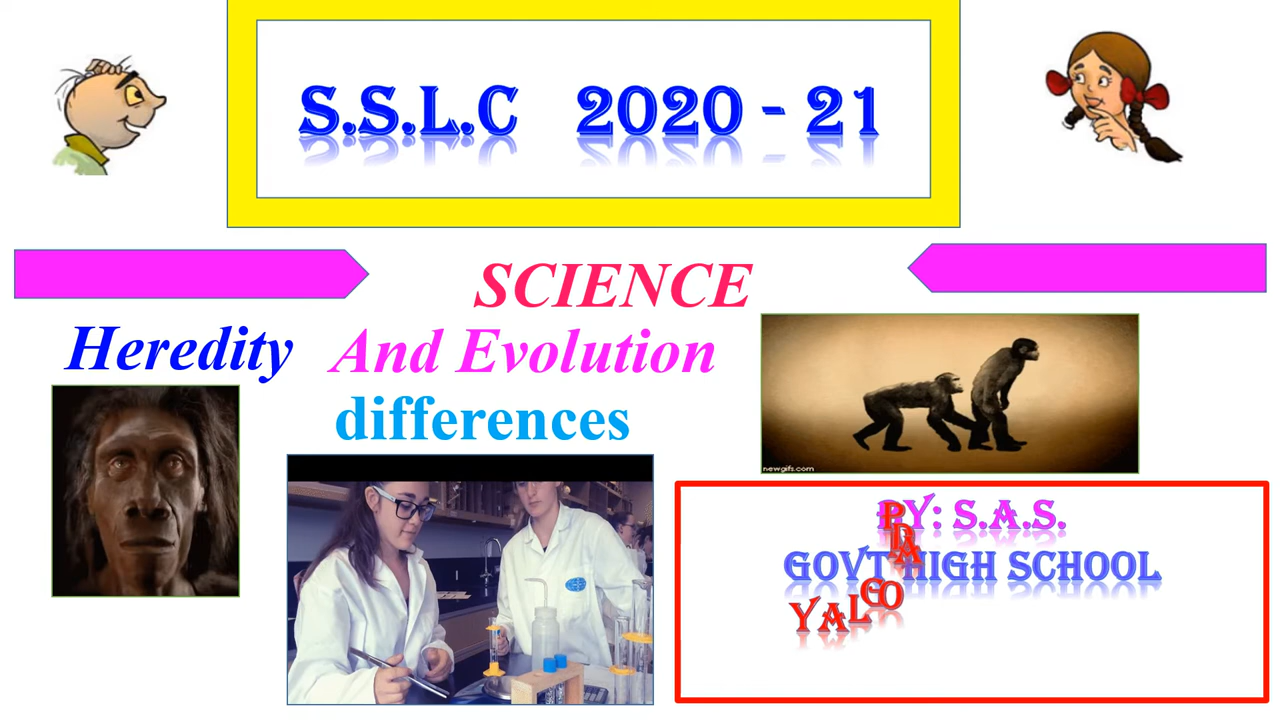 S.S.L.C 2020 - 21
SCIENCE
Heredity And Evolution
differences
newgifs.com
BY: S.A.S.
GOVT HIGH SCHOOL